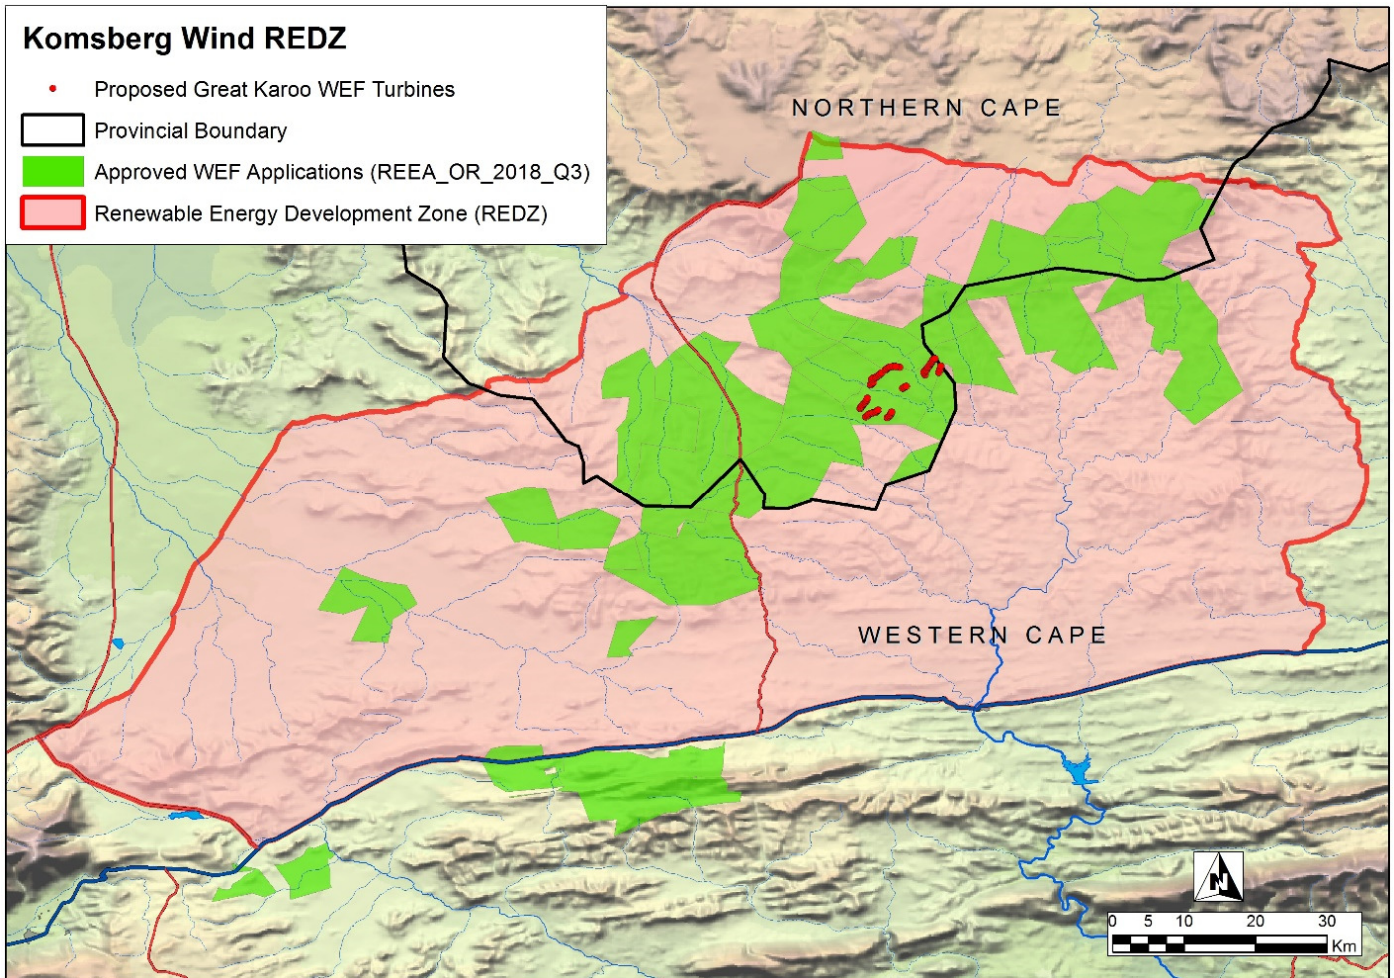 Komsberg Wind REDZ
Proposed Great Karoo WEF Turbines
Provincial Boundary
Approved WEF Applications (REEA_OR_2018_Q3)
Renewable Energy Development Zone (REDZ)
NORTHERN CAPE
WESTERN CAPE
N
0 5 10 20 30
Km